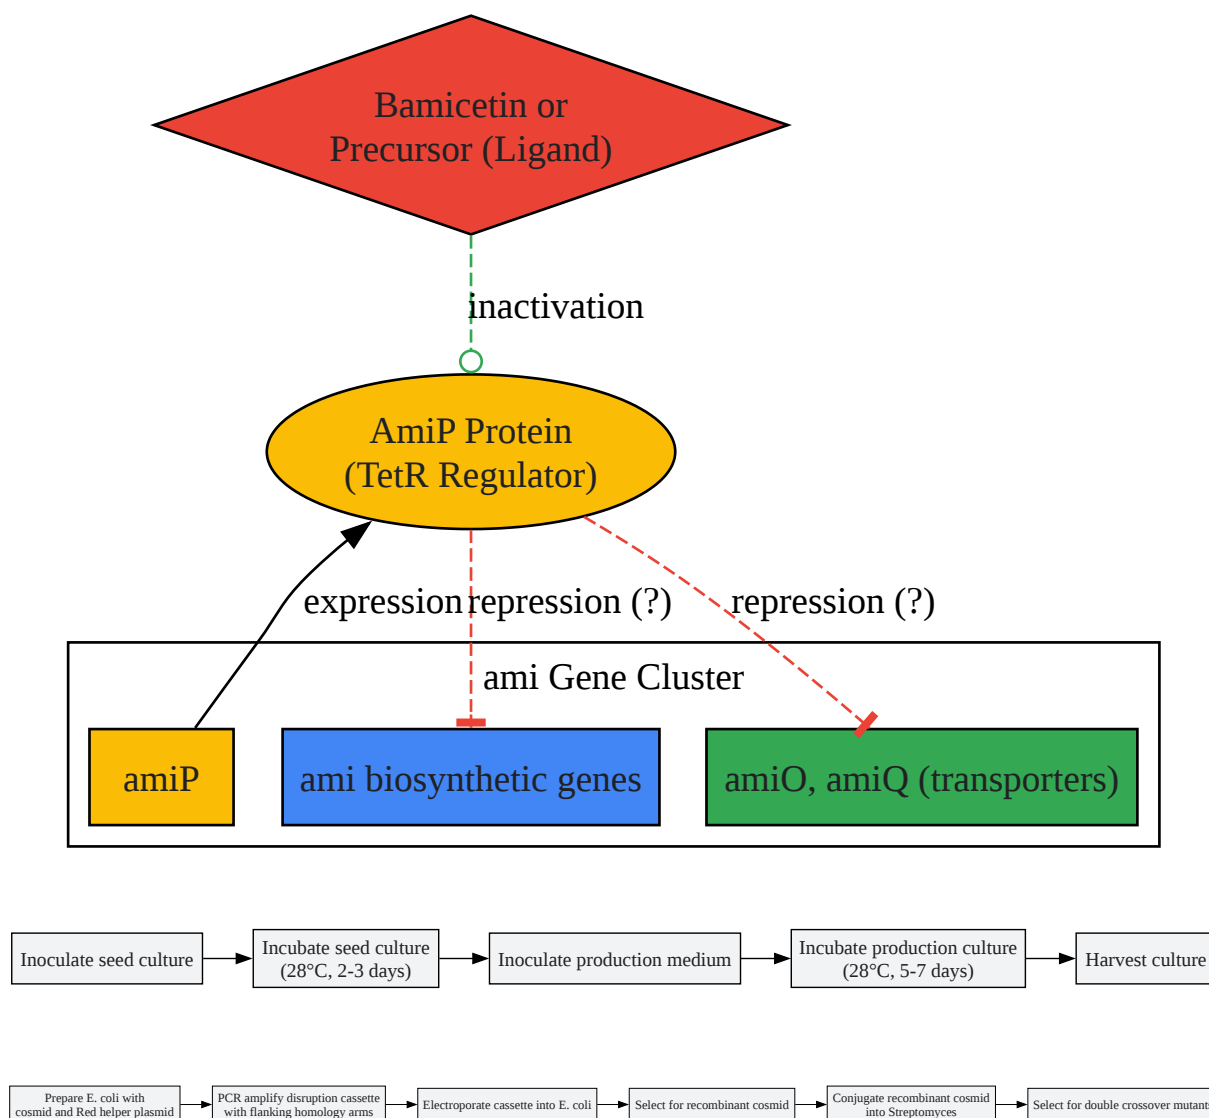 Bamicetin or
Precursor (Ligand)
inactivation
AmiP Protein
(TetR Regulator)
expression
repression (?)
repression (?)
ami Gene Cluster
amiP
ami biosynthetic genes
amiO, amiQ (transporters)
Inoculate seed culture
Incubate seed culture
(28°C, 2-3 days)
Inoculate production medium
Incubate production culture
(28°C, 5-7 days)
Harvest culture
Prepare E. coli with
cosmid and Red helper plasmid
PCR amplify disruption cassette
with flanking homology arms
Electroporate cassette into E. coli
Select for recombinant cosmid
Conjugate recombinant cosmid
into Streptomyces
Select for double crossover mutants